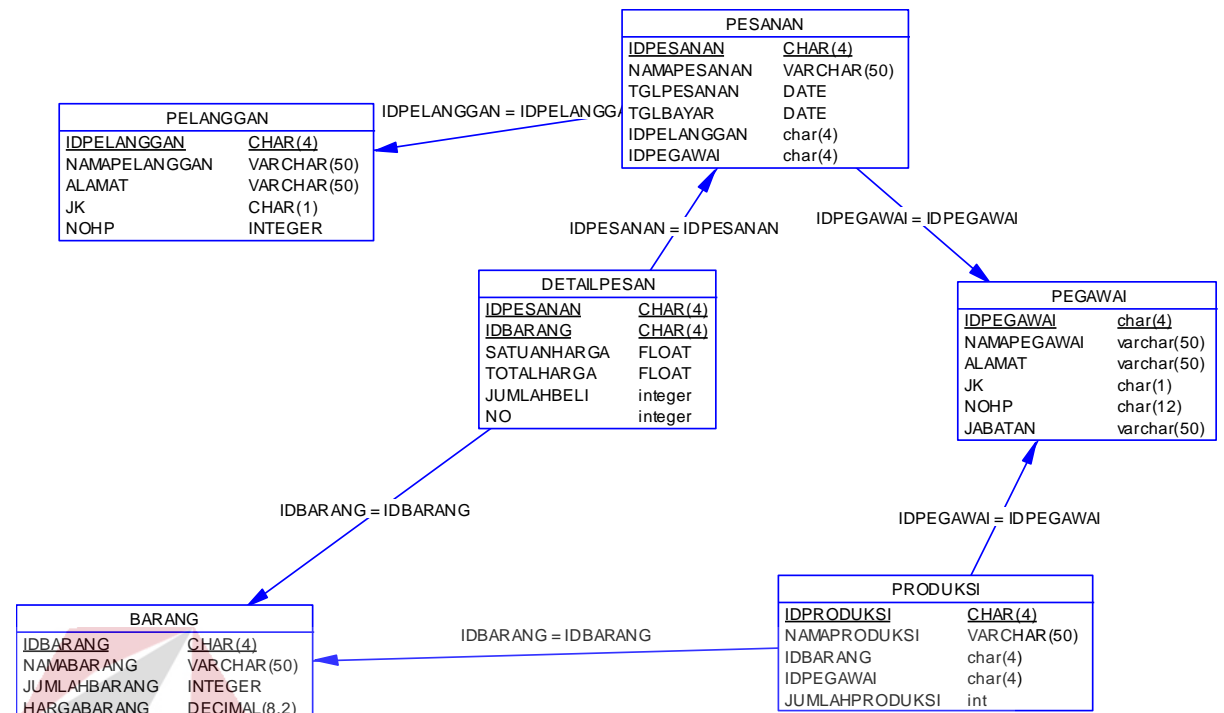 PESANAN
IDPESANAN CHAR(4)
NAMAPESANAN VARCHAR(50)
TGLPESANAN DATE
TGLBAYAR DATE
IDPELANGGAN char(4)
IDPEGAWAI char(4)
IDPELANGGAN = IDPELANGGA
PELANGGAN
IDPELANGGAN CHAR(4)
NAMAPELANGGAN VARCHAR(50)
ALAMAT VARCHAR(50)
JK CHAR(1)
NOHP INTEGER
IDPESANAN = IDPESANAN
IDPEGAWAI = IDPEGAWAI
DETAILPESAN
IDPESANAN CHAR(4)
IDBARANG CHAR(4)
SATUANHARGA FLOAT
TOTALHARGA FLOAT
JUMLAHBELI integer
NO integer
PEGAWAI
IDPEGAWAI char(4)
NAMAPEGAWAI varchar(50)
ALAMAT varchar(50)
JK char(1)
NOHP char(12)
JABATAN varchar(50)
IDBARANG = IDBARANG
IDPEGAWAI = IDPEGAWAI
BARANG
IDBARANG CHAR(4)
NAMABARANG VARCHAR(50)
JUMLAHBARANG INTEGER
HARGABARANG DECIMAL(8,2)
IDBARANG = IDBARANG
PRODUKSI
IDPRODUKSI CHAR(4)
NAMAPRODUKSI VARCHAR(50)
IDBARANG char(4)
IDPEGAWAI char(4)
JUMLAHPRODUKSI int